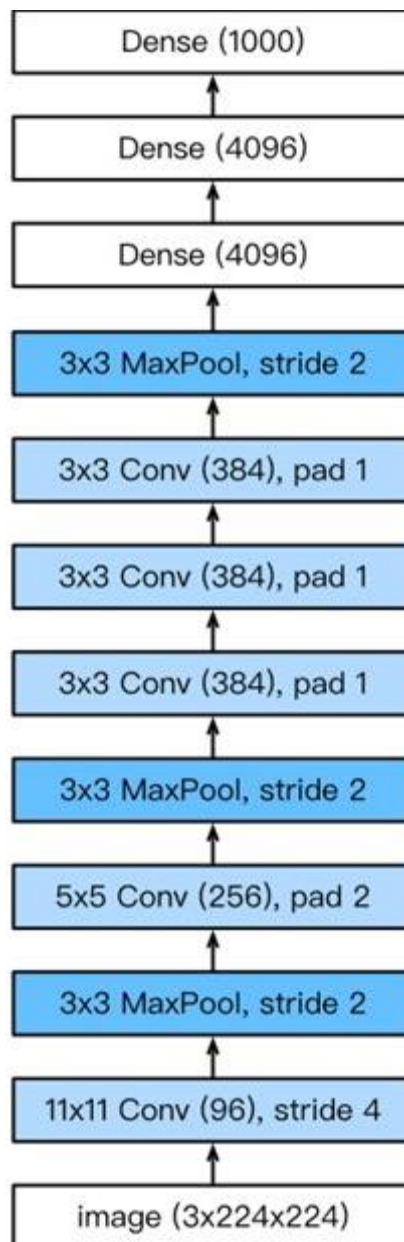 Dense (1000)
Dense (4096)
Dense (4096)
3x3 MaxPool, stride 2
3x3 Conv (384), pad 1
3x3 Conv (384), pad 1
3x3 Conv (384), pad 1
3x3 MaxPool, stride 2
5x5 Conv (256), pad 2
3x3 MaxPool, stride 2
11x11 Conv (96), stride 4
image (3x224x224)